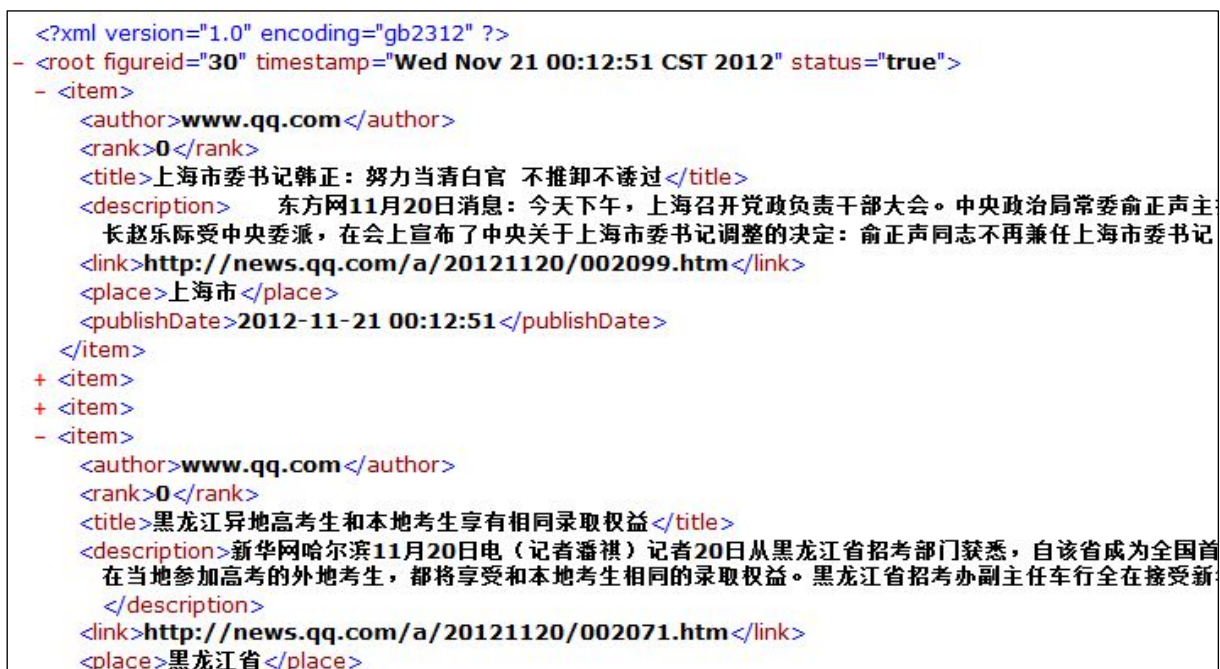 <?xml version="1.0" encoding="gb2312" ?>
- <root figureid="30" timestamp="Wed Nov 21 00:12:51 CST 2012" status="true">
- <item>
<author>www.qq.com</author>
<rank>0</rank>
<title>上海市委书记韩正：努力当清白官 不推卸不诿过</title>
<description> 东方网11月20日消息：今天下午，上海召开党政负责干部大会。中央政治局常委俞正声主
长赵乐际受中央委派，在会上宣布了中央关于上海市委书记调整的决定：俞正声同志不再兼任上海市委书记
<link>http://news.qq.com/a/20121120/002099.htm</link>
<place>上海市</place>
<publishDate>2012-11-21 00:12:51</publishDate>
</item>
+ <item>
+ <item>
- <item>
<author>www.qq.com</author>
<rank>0</rank>
<title>黑龙江异地高考生和本地考生享有相同录取权益</title>
<description>新华网哈尔滨11月20日电（记者潘祺）记者20日从黑龙江省招考部门获悉，自该省成为全国首
在当地参加高考的外地考生，都将享受和本地考生相同的录取权益。黑龙江省招考办副主任车行全在接受新
</description>
<link>http://news.qq.com/a/20121120/002071.htm</link>
<place>黑龙江省</place>